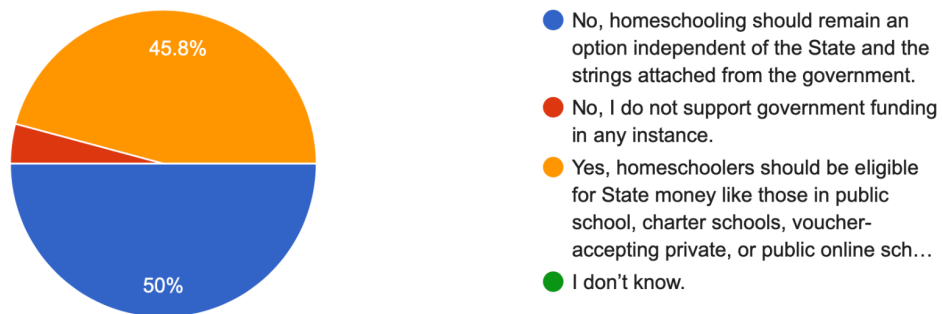 45.8%
50%
No, homeschooling should remain an
option independent of the State and the
strings attached from the government.
No, I do not support government funding
in any instance.
Yes, homeschoolers should be eligible
for State money like those in public
school, charter schools, voucher-
accepting private, or public online sch…
I don’t know.